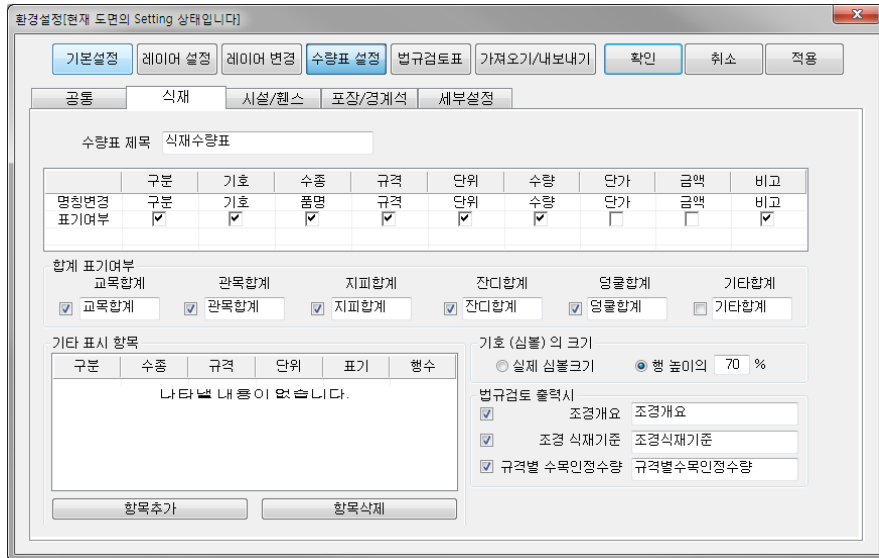 환경설정[현재 도면의 Setting 상태입니다]
기본설정 레이어 설정 레이어 변경 수량표 설정 법규검토표 가져오기/내보내기 확인 취소 적용
공통 식재 시설/휀스 포장/경계석 세부설정
수량표 제목 식재수량표
구분 기호 수종 규격 단위 수량 단가 금액 비고
명칭변경 구분 기호 품명 규격 단위 수량 단가 금액 비고
표기여부
합계 표기여부
교목합계 관목합계 지피합계 잔디합계 덩쿨합계 기타합계
교목합계 관목합계 지피합계 잔디합계 덩쿨합계 기타합계
기타 표시 항목
구분 수종 규격 단위 표기 행수
나타낼 내용이 없습니다.
항목추가 항목삭제
기호 (심볼) 의 크기
실제 심볼크기 행 높이의 70 %
법규검토 출력시
조경개요 조경개요
조경 식재기준 조경식재기준
규격별 수목인정수량 규격별수목인정수량